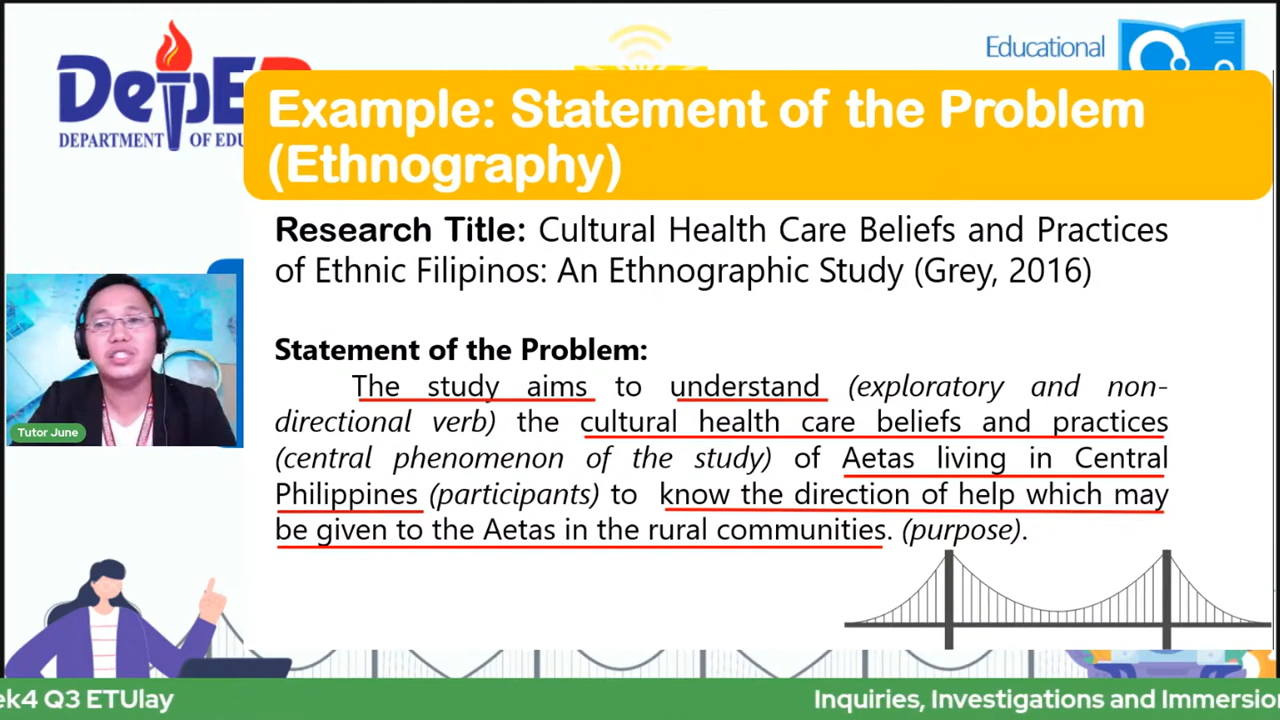 DepE
DEPARTMENT OF EDU
Educational
Example: Statement of the Problem
(Ethnography)
Research Title: Cultural Health Care Beliefs and Practices
of Ethnic Filipinos: An Ethnographic Study (Grey, 2016)
Statement of the Problem:
The study aims to understand (exploratory and non-
directional verb) the cultural health care beliefs and practices
(central phenomenon of the study) of Aetas living in Central
Philippines (participants) to know the direction of help which may
be given to the Aetas in the rural communities. (purpose).
Tutor June
ek4 Q3 ETUlay
Inquiries, Investigations and Immersion